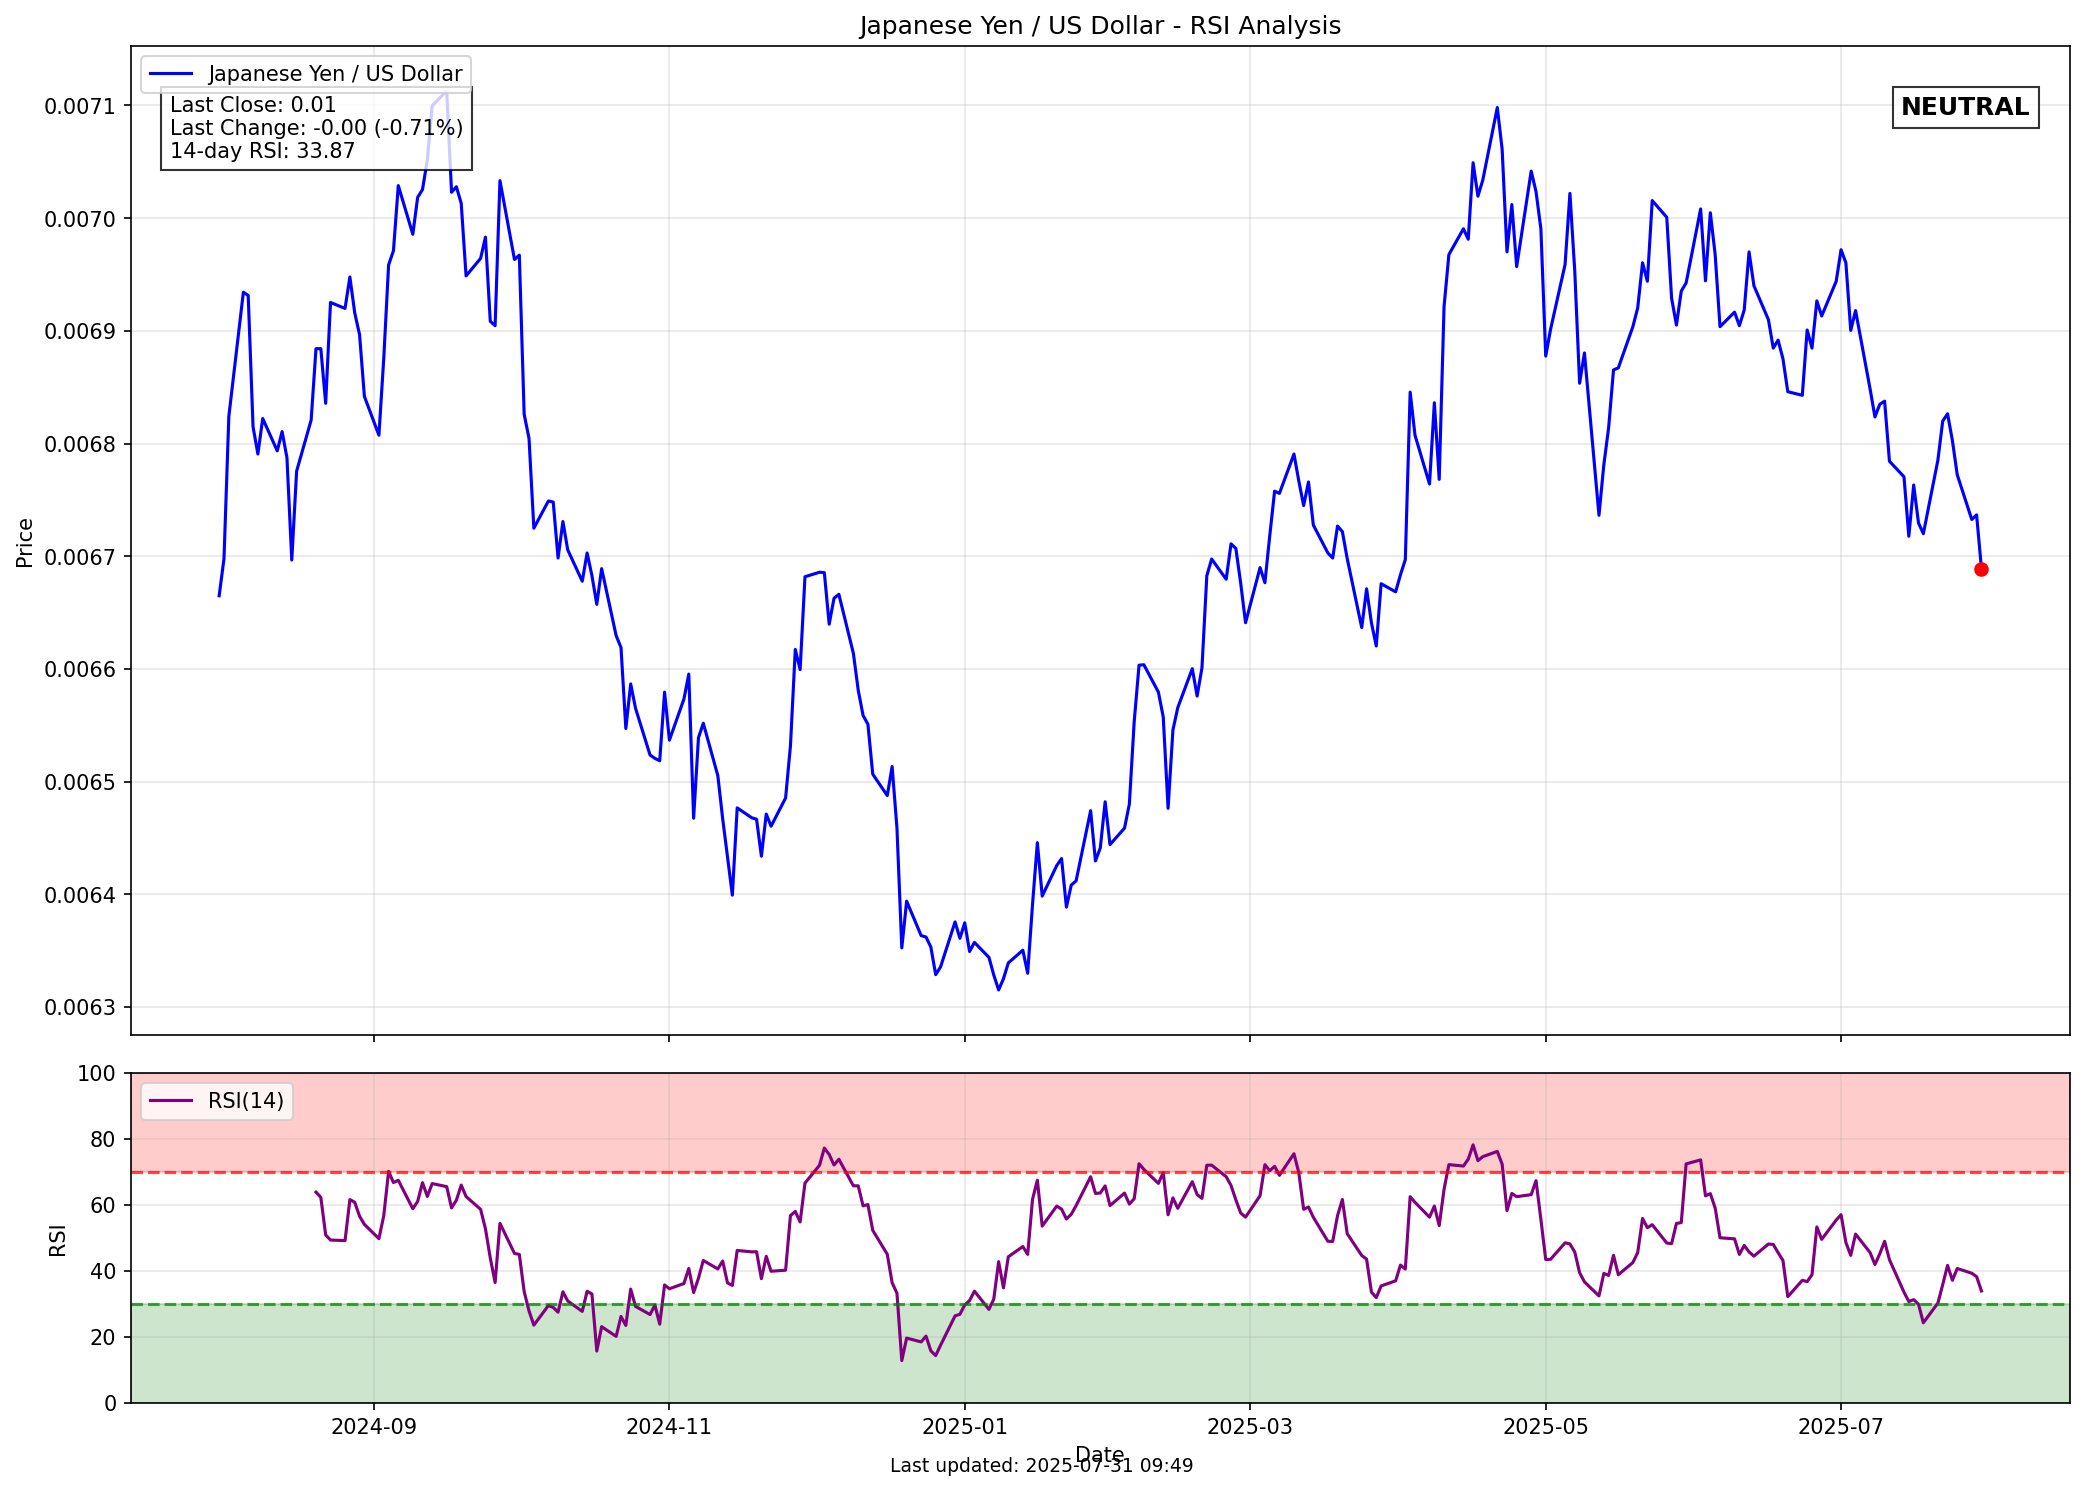 Japanese Yen / US Dollar - RSI Analysis
Japanese Yen / US Dollar
Last Close: 0.01
Last Change: -0.00 (-0.71%)
14-day RSI: 33.87
NEUTRAL
0.0071
0.0070
0.0069
0.0068
0.0067
0.0066
0.0065
0.0064
0.0063
Price
RSI(14)
100
80
60
40
20
0
RSI
2024-09
2024-11
2025-01
2025-03
2025-05
2025-07
Date
Last updated: 2025-07-31 09:49